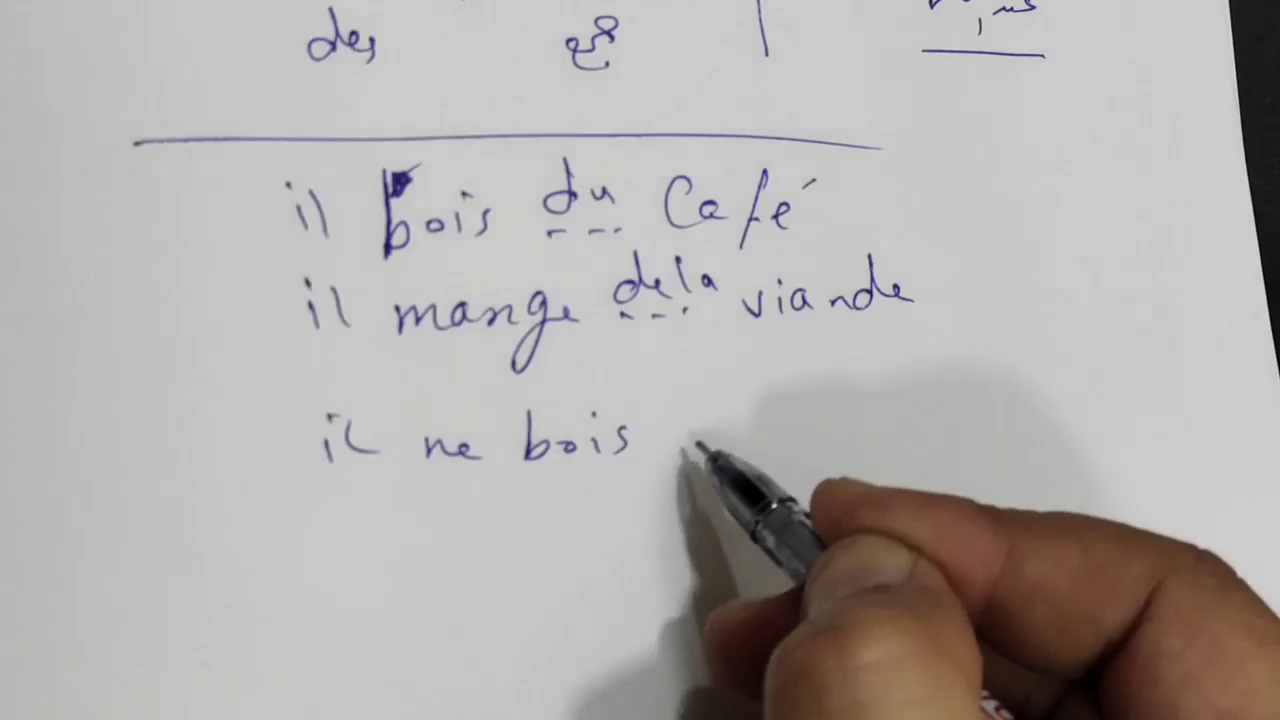 des
il bois du Café
il mange de la viande
il ne bois